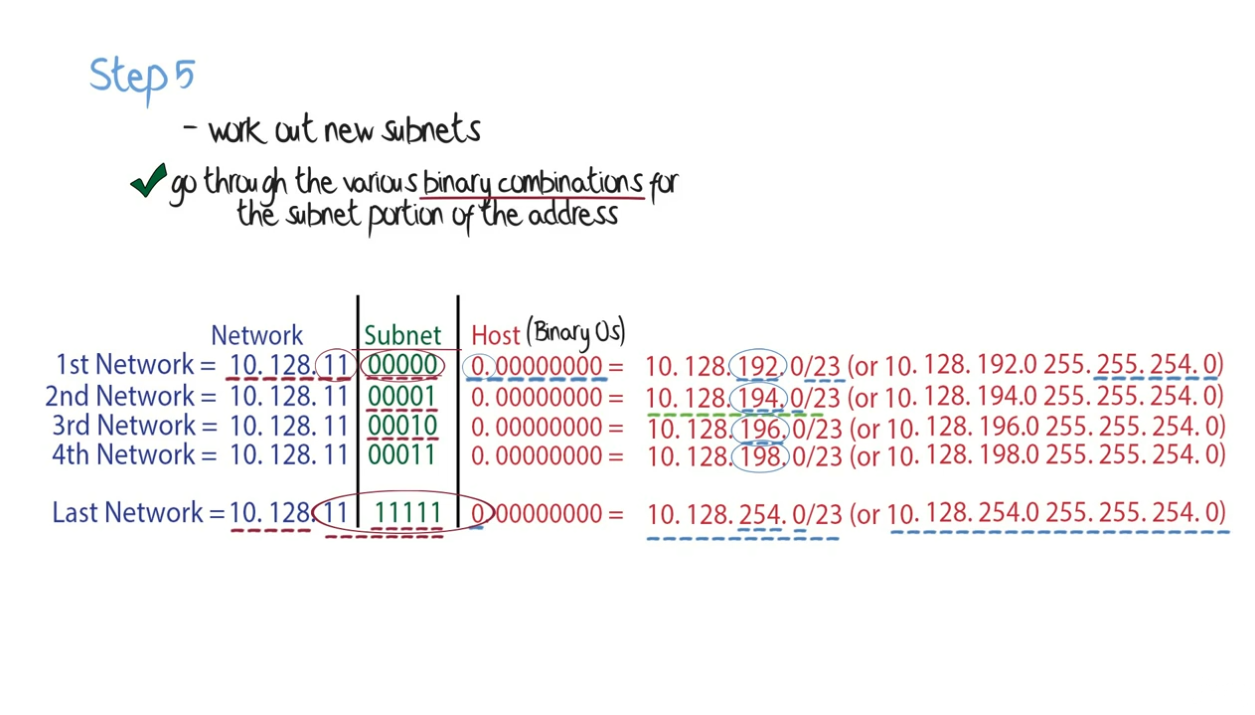 Step 5
- work out new subnets
✔ go through the various binary combinations for
the subnet portion of the address
Network Subnet Host (Binary 0s)
1st Network = 10. 128. 11 00000 0. 00000000 = 10. 128. 192. 0/23 (or 10. 128. 192.0 255. 255. 254. 0)
2nd Network = 10. 128. 11 00001 0. 00000000 = 10. 128. 194. 0/23 (or 10. 128. 194.0 255. 255. 254. 0)
3rd Network = 10. 128. 11 00010 0. 00000000 = 10. 128. 196. 0/23 (or 10. 128. 196.0 255. 255. 254. 0)
4th Network = 10. 128. 11 00011 0. 00000000 = 10. 128. 198. 0/23 (or 10. 128. 198.0 255. 255. 254. 0)
Last Network = 10. 128. 11 11111 0. 00000000 = 10. 128. 254. 0/23 (or 10. 128. 254.0 255. 255. 254. 0)